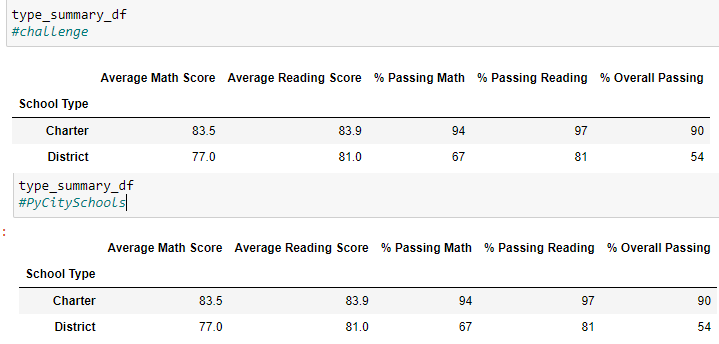 type_summary_df
#challenge
Average Math Score Average Reading Score % Passing Math % Passing Reading % Overall Passing
School Type
Charter 83.5 83.9 94 97 90
District 77.0 81.0 67 81 54
type_summary_df
#PyCitySchools
:
Average Math Score Average Reading Score % Passing Math % Passing Reading % Overall Passing
School Type
Charter 83.5 83.9 94 97 90
District 77.0 81.0 67 81 54